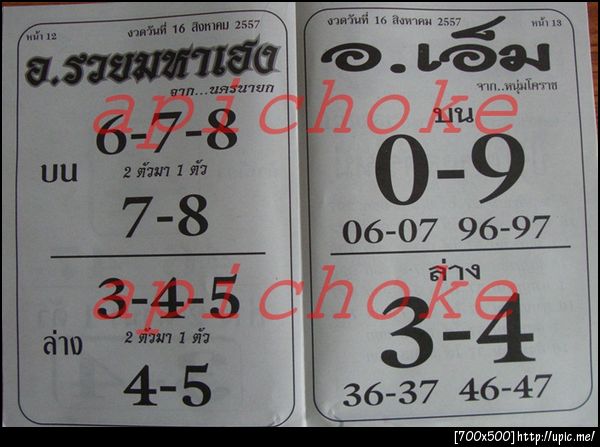 หน้า 12
งวดวันที่ 16 สิงหาคม 2557
อ.รวยมหาเฮง
จาก...นครนายก
บน
6-7-8
2 ตัวมา 1 ตัว
7-8
ล่าง
3-4-5
2 ตัวมา 1 ตัว
4-5
งวดวันที่ 16 สิงหาคม 2557
หน้า 13
อ.เอ็ม
จาก..หนุ่มโคราช
บน
0-9
06-07 96-97
ล่าง
3-4
36-37 46-47
apichoke
apichoke
[700x500]http://upic.me/